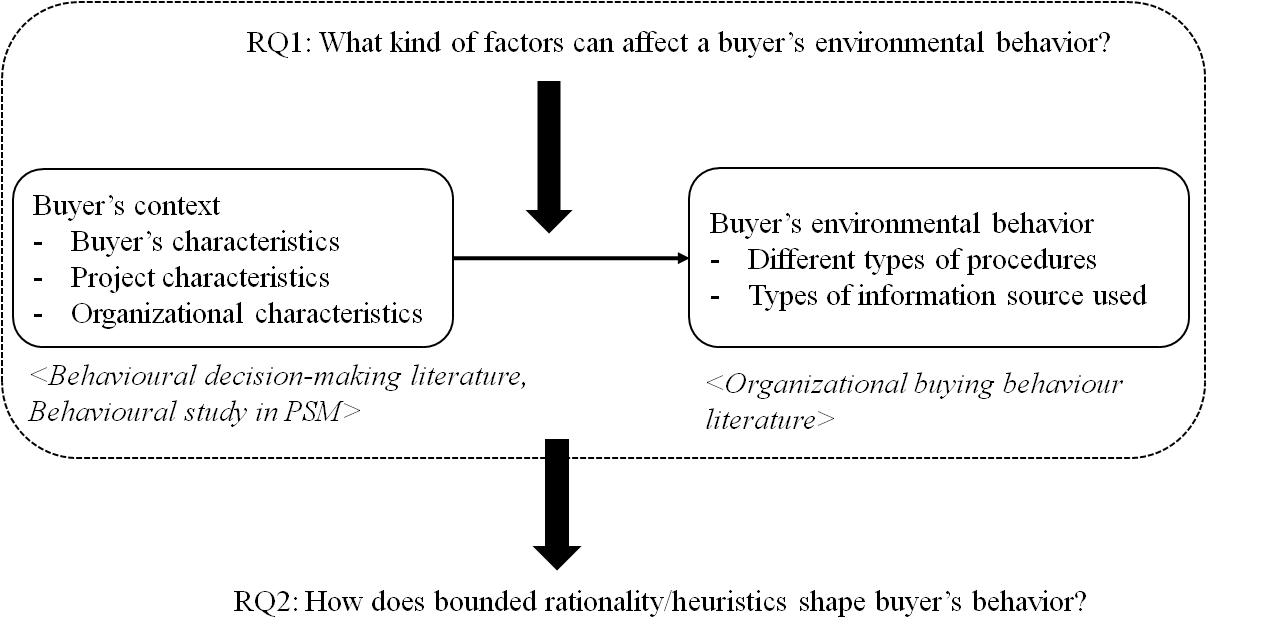 RQ1: What kind of factors can affect a buyer’s environmental behavior?
Buyer’s context
- Buyer’s characteristics
- Project characteristics
- Organizational characteristics
<Behavioural decision-making literature,
Behavioural study in PSM>
Buyer’s environmental behavior
- Different types of procedures
- Types of information source used
<Organizational buying behaviour
literature>
RQ2: How does bounded rationality/heuristics shape buyer’s behavior?